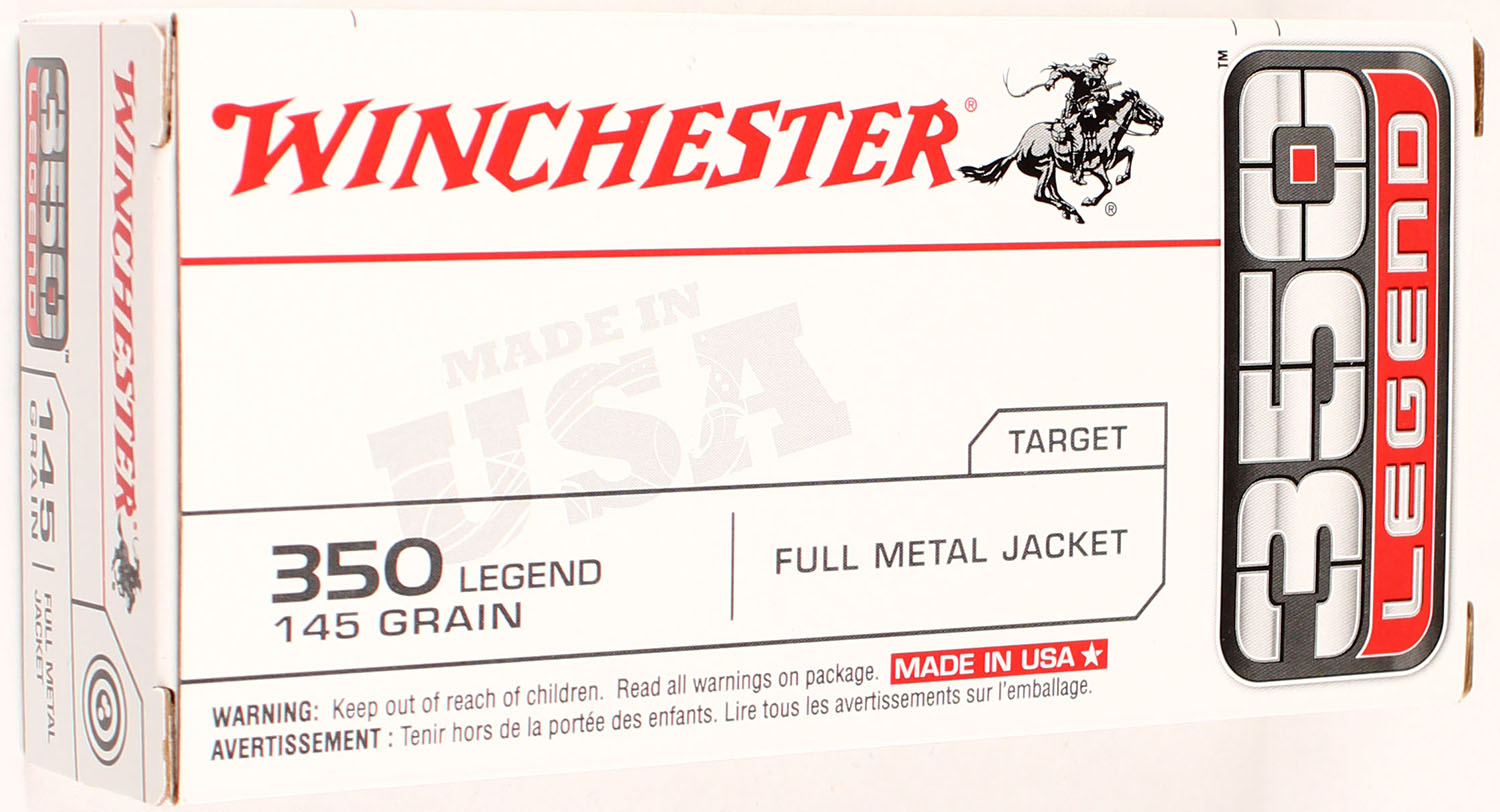 WINCHESTER®
®
MADE IN
USA
TARGET
350 LEGEND
145 GRAIN
FULL METAL JACKET
MADE IN USA
WARNING: Keep out of reach of children. Read all warnings on package.
AVERTISSEMENT : Tenir hors de la portée des enfants. Lire tous les avertissements sur l'emballage.
350 TM
LEGEND
WINCHESTER
350 TM
LEGEND
145
GRAIN
FULL METAL
JACKET